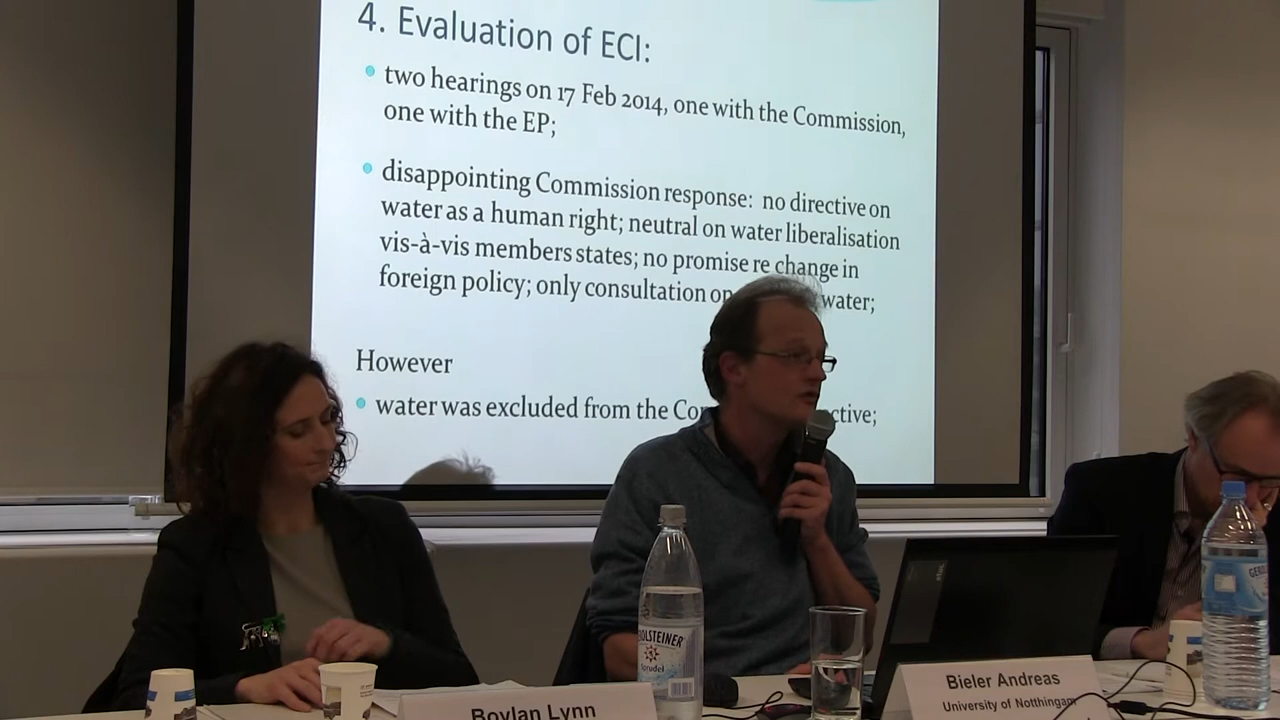 4. Evaluation of ECI:
two hearings on 17 Feb 2014, one with the Commission,
one with the EP;
disappointing Commission response: no directive on
water as a human right; neutral on water liberalisation
vis-à-vis members states; no promise re change in
foreign policy; only consultation on water;
However
water was excluded from the
Boylan Lynn
Bieler Andreas
University of Notthingam
Sprudel